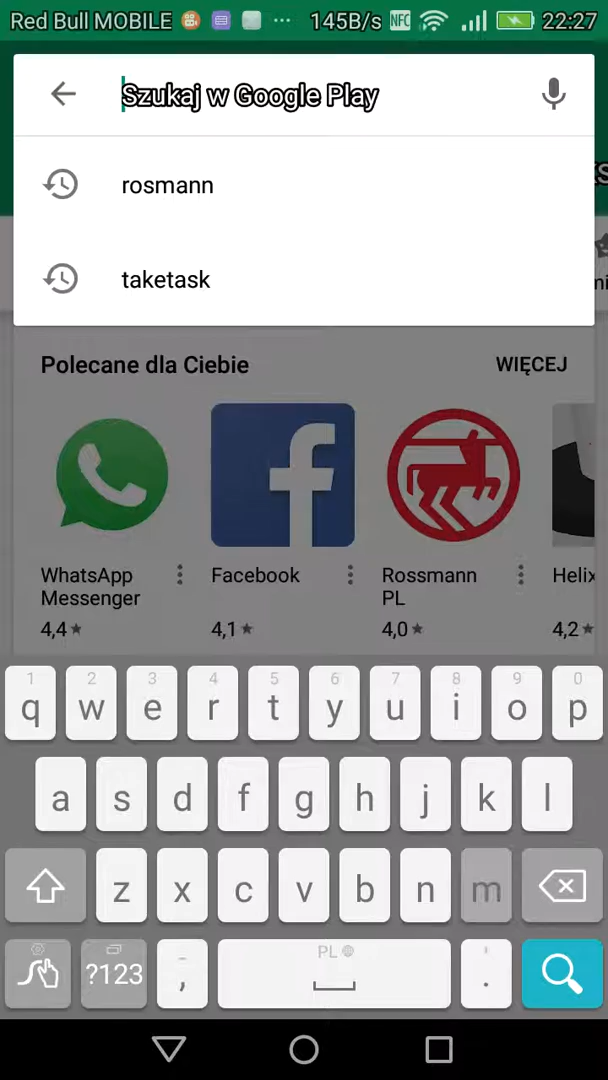 Red Bull MOBILE ... 145B/s NFC 22:27
Szukaj w Google Play
rosmann
taketask
Polecane dla Ciebie WIĘCEJ
WhatsApp Messenger
4,4★
Facebook
4,1★
Rossmann PL
4,0★
Helix
4,2★
1 2 3 4 5 6 7 8 9 0
q w e r t y u i o p
a s d f g h j k l
z x c v b n m
PL
?123 , .